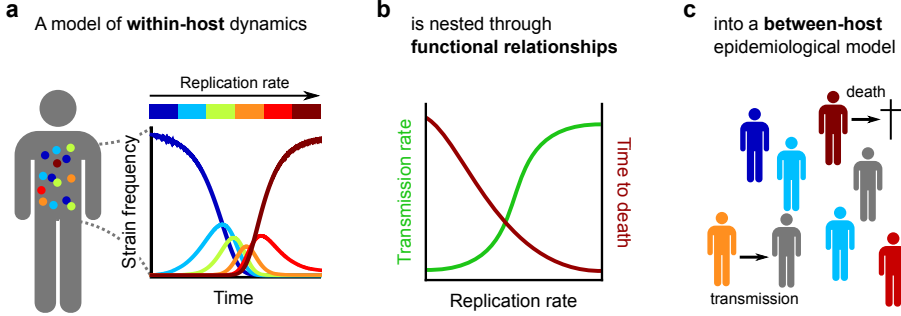 a
A model of within-host dynamics
Replication rate
Strain frequency
Time
b
is nested through
functional relationships
Transmission rate
Time to death
Replication rate
c
into a between-host
epidemiological model
death
transmission